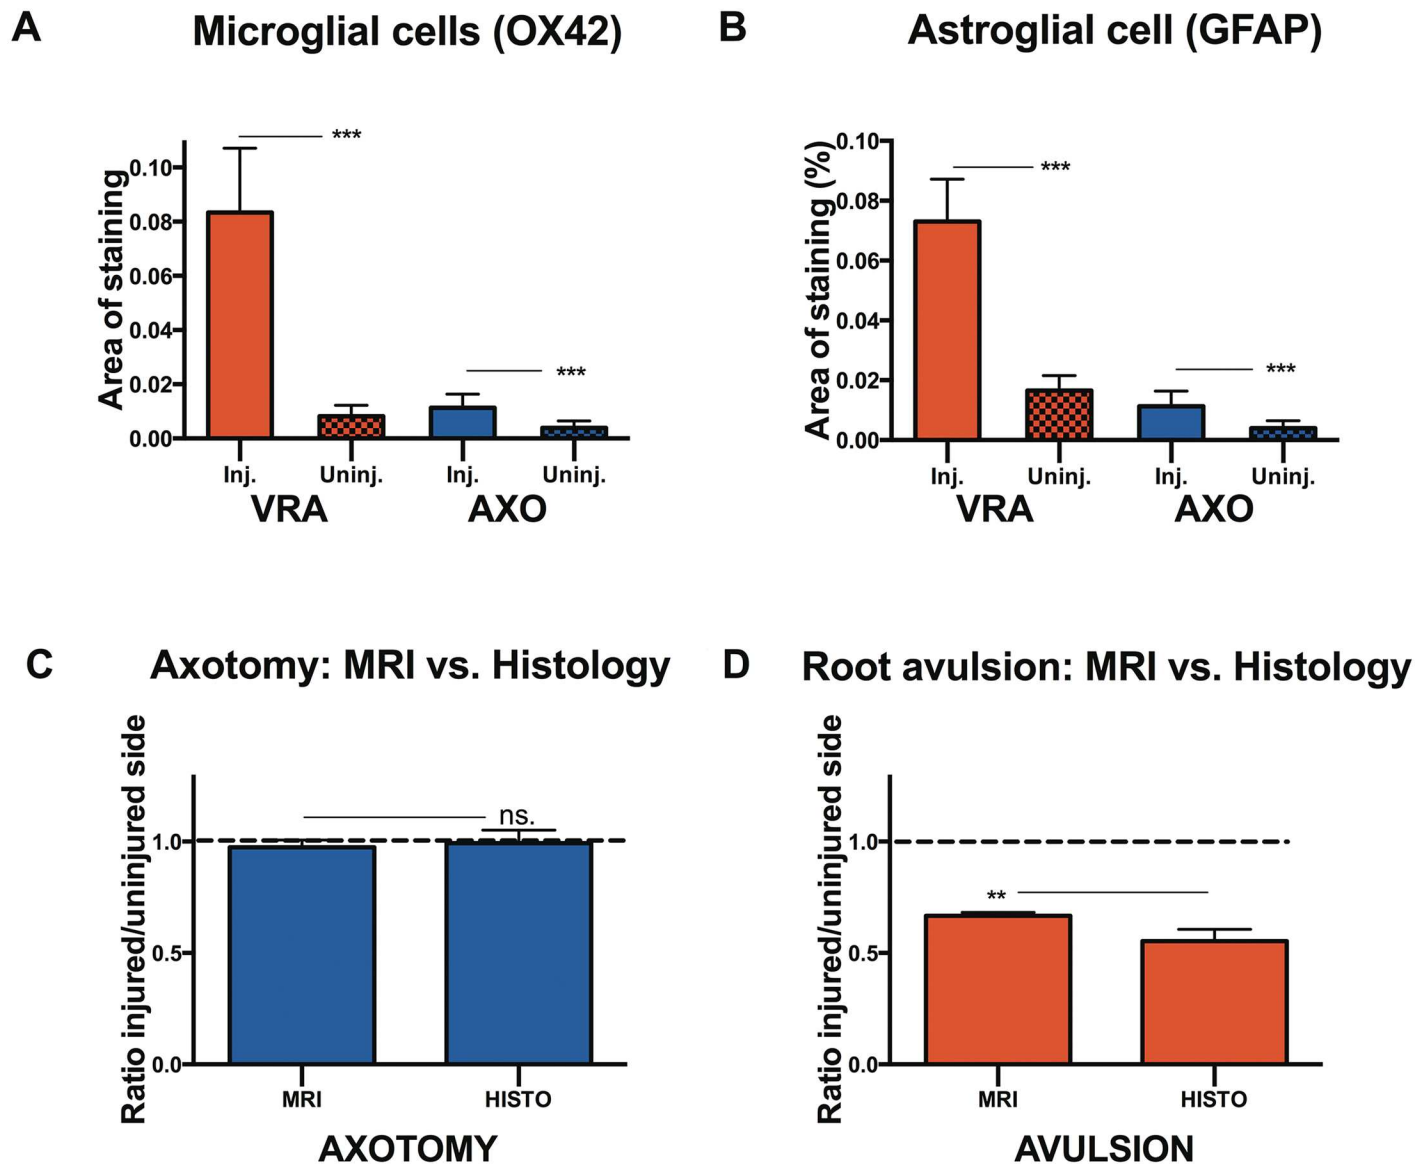 A
Microglial cells (OX42)
Area of staining
0.10
0.08
0.06
0.04
0.02
0.00
***
***
Inj.
Uninj.
Inj.
Uninj.
VRA
AXO
B
Astroglial cell (GFAP)
Area of staining (%)
0.10
0.08
0.06
0.04
0.02
0.00
***
***
Inj.
Uninj.
Inj.
Uninj.
VRA
AXO
C
Axotomy: MRI vs. Histology
Ratio injured/uninjured side
1.0
0.5
0.0
ns.
MRI
HISTO
AXOTOMY
D
Root avulsion: MRI vs. Histology
Ratio injured/uninjured side
1.0
0.5
0.0
**
MRI
HISTO
AVULSION